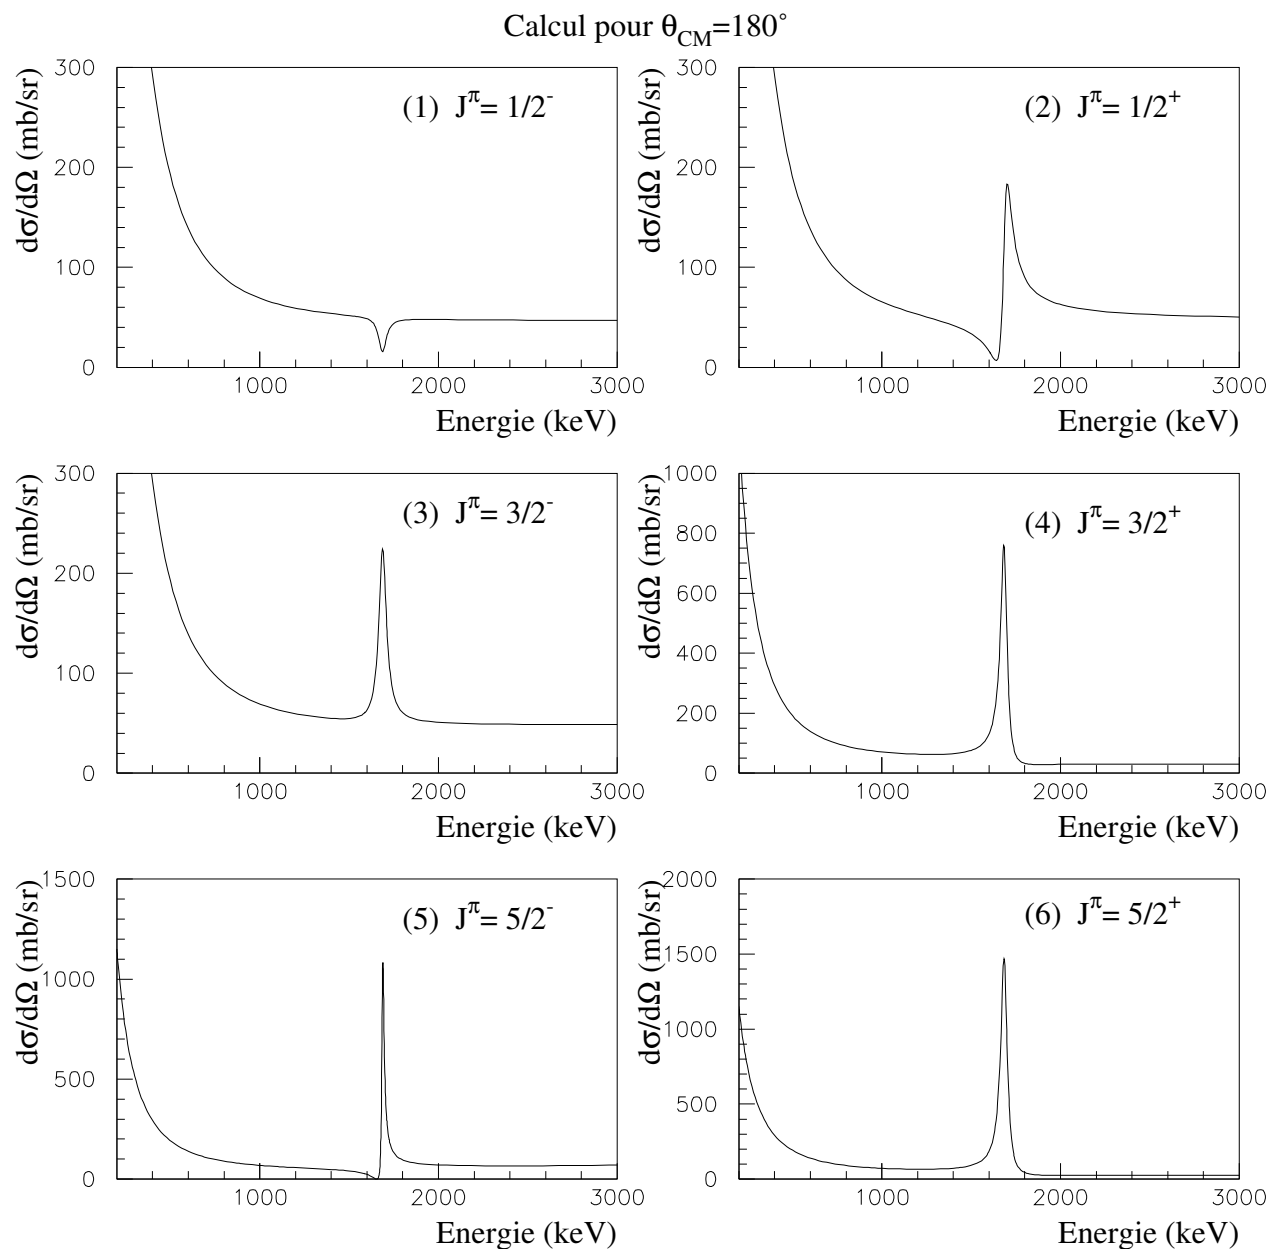 Calcul pour θCM=180°
dσ/dΩ (mb/sr)
(1) Jπ= 1/2-
300
200
100
0
1000 2000 3000
Energie (keV)
dσ/dΩ (mb/sr)
(2) Jπ= 1/2+
300
200
100
0
1000 2000 3000
Energie (keV)
dσ/dΩ (mb/sr)
(3) Jπ= 3/2-
300
200
100
0
1000 2000 3000
Energie (keV)
dσ/dΩ (mb/sr)
(4) Jπ= 3/2+
1000
800
600
400
200
0
1000 2000 3000
Energie (keV)
dσ/dΩ (mb/sr)
(5) Jπ= 5/2-
1500
1000
500
0
1000 2000 3000
Energie (keV)
dσ/dΩ (mb/sr)
(6) Jπ= 5/2+
2000
1500
1000
500
0
1000 2000 3000
Energie (keV)